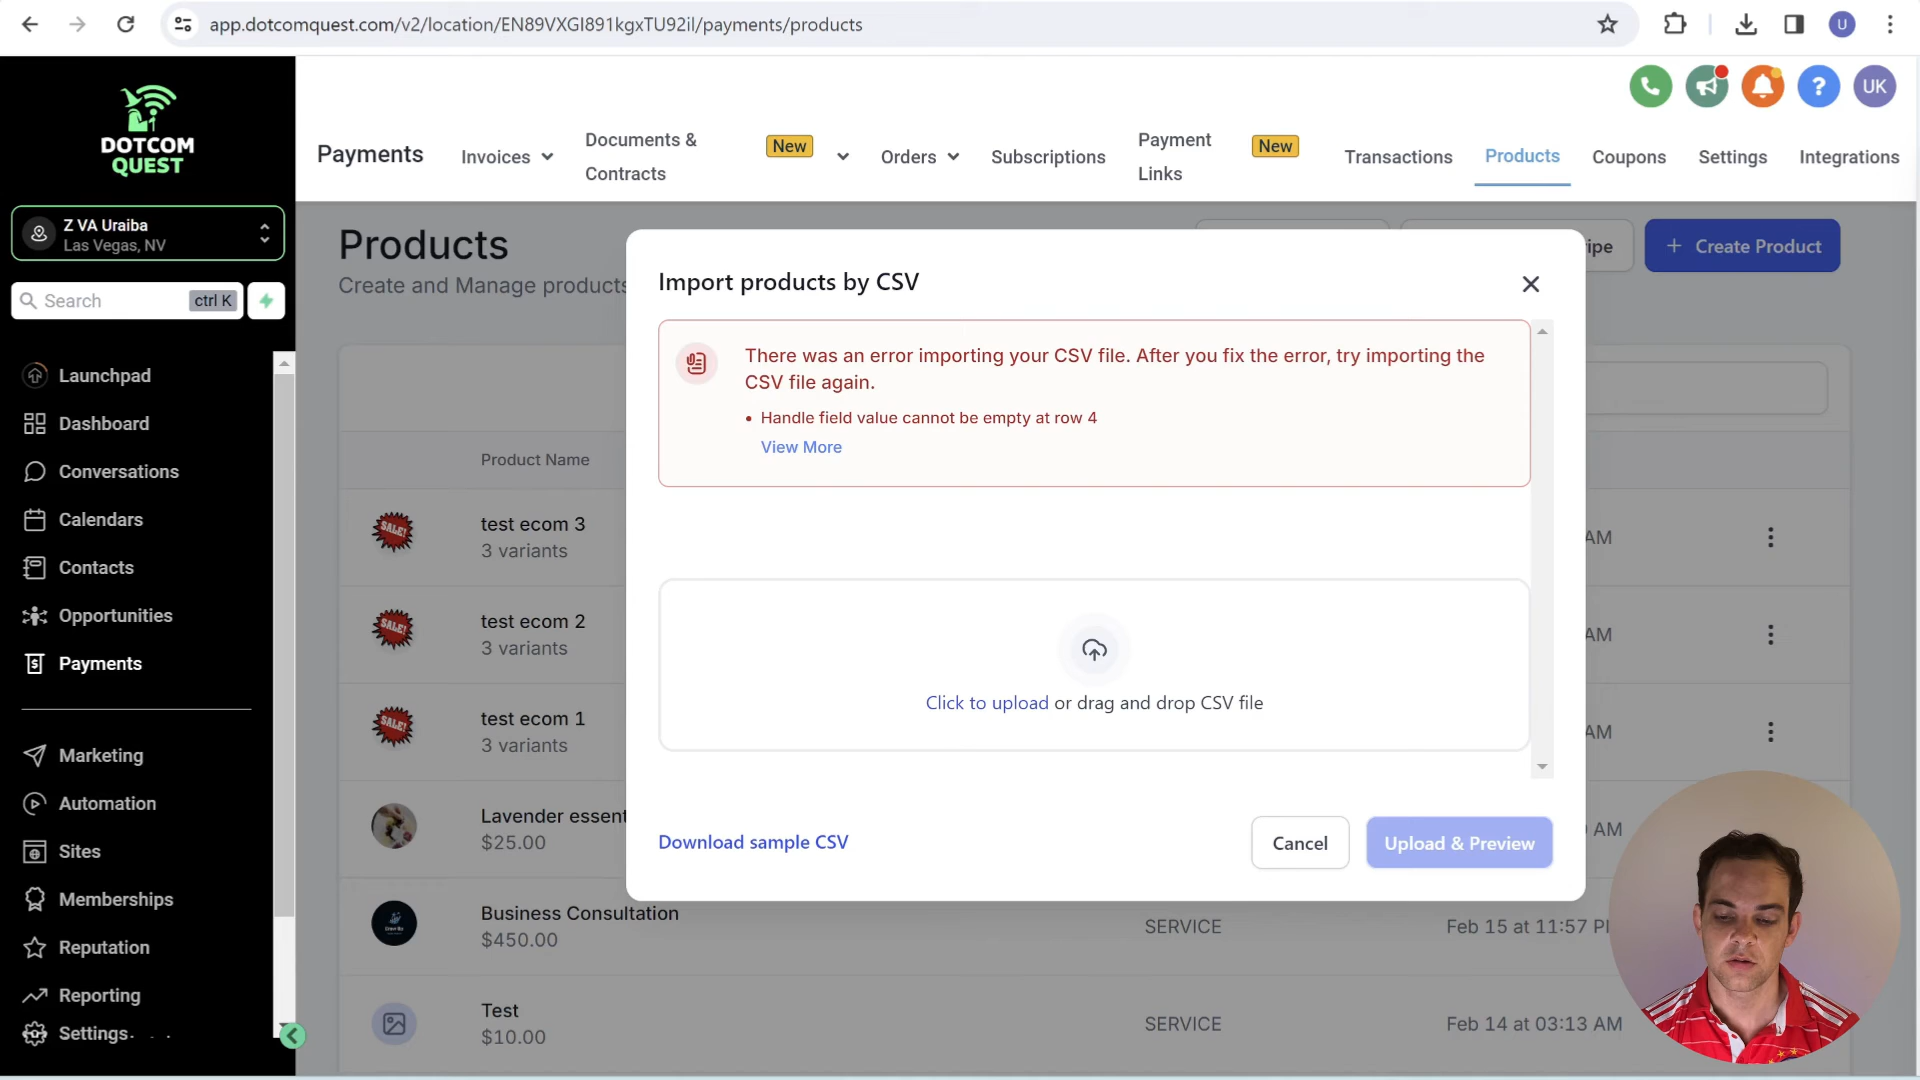 app.dotcomquest.com/v2/location/EN89VXGI891kgxTU92il/payments/products
U
DOTCOM
QUEST
UK
Payments
Invoices
Documents &
Contracts
New
Orders
Subscriptions
Payment
Links
New
Transactions
Products
Coupons
Settings
Integrations
Z VA Uraiba
Las Vegas, NV
Search
ctrl K
Launchpad
Dashboard
Conversations
Calendars
Contacts
Opportunities
Payments
Marketing
Automation
Sites
Memberships
Reputation
Reporting
Settings
Products
Create and Manage products
ipe
+ Create Product
Import products by CSV
There was an error importing your CSV file. After you fix the error, try importing the
CSV file again.
• Handle field value cannot be empty at row 4
View More
Click to upload or drag and drop CSV file
Download sample CSV
Cancel
Upload & Preview
Product Name
SALE!
test ecom 3
3 variants
AM
SALE!
test ecom 2
3 variants
AM
SALE!
test ecom 1
3 variants
AM
Lavender essent
$25.00
AM
Business Consultation
$450.00
SERVICE
Feb 15 at 11:57 P
Test
$10.00
SERVICE
Feb 14 at 03:13 AM